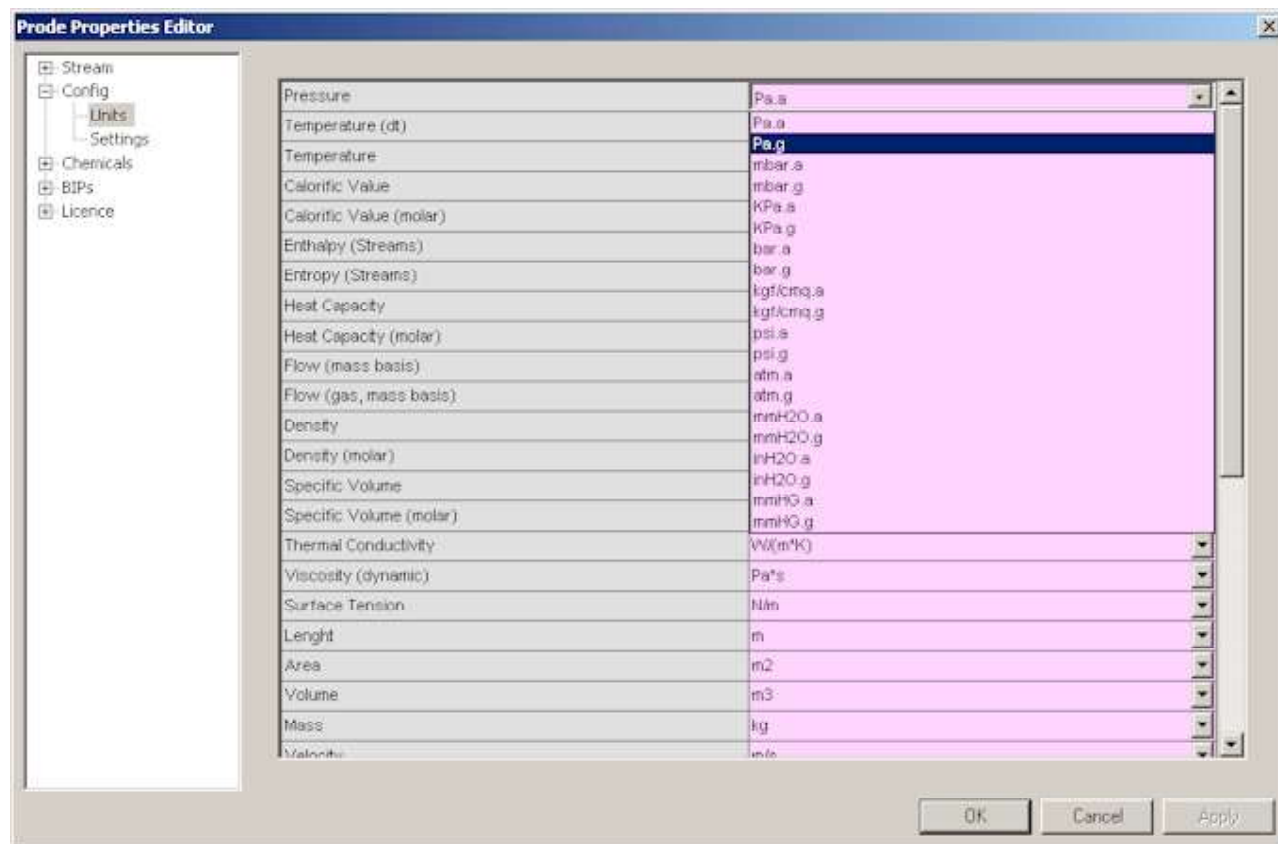 Prode Properties Editor
Stream
Config
Units
Settings
Chemicals
BIPs
Licence
Pressure Pa.a
Temperature (dt) Pa.a
Pa.g
Temperature mbar.a
Calorific Value mbar.g
KPa.a
Calorific Value (molar) KPa.g
Enthalpy (Streams) bar.a
Entropy (Streams) bar.g
kgf/cmq.a
Heat Capacity kgf/cmq.g
Heat Capacity (molar) psi.a
psi.g
Flow (mass basis) atm.a
Flow (gas, mass basis) atm.g
mmH2O.a
Density mmH2O.g
Density (molar) inH2O.a
Specific Volume inH2O.g
mmHG.a
Specific Volume (molar) mmHG.g
Thermal Conductivity W/(m*K)
Viscosity (dynamic) Pa*s
Surface Tension N/m
Lenght m
Area m2
Volume m3
Mass kg
Velocity m/s
OK Cancel Apply